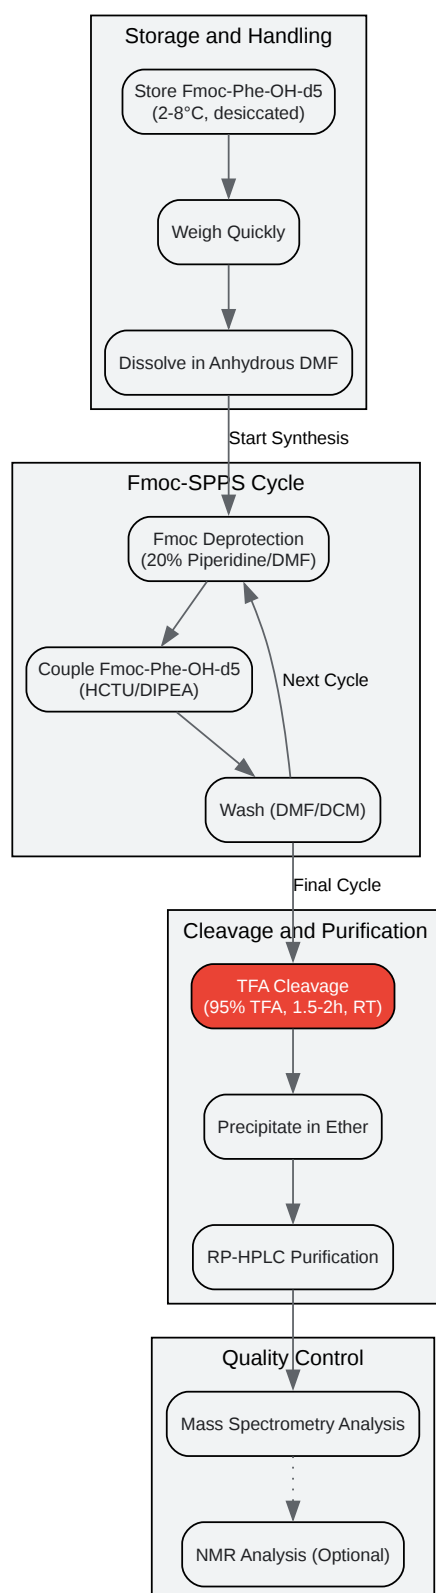 Storage and Handling
Store Fmoc-Phe-OH-d5
(2-8°C, desiccated)
Weigh Quickly
Dissolve in Anhydrous DMF
Start Synthesis
Fmoc-SPPS Cycle
Fmoc Deprotection
(20% Piperidine/DMF)
Couple Fmoc-Phe-OH-d5
(HCTU/DIPEA)
Next Cycle
Wash (DMF/DCM)
Final Cycle
Cleavage and Purification
TFA Cleavage
(95% TFA, 1.5-2h, RT)
Precipitate in Ether
RP-HPLC Purification
Quality Control
Mass Spectrometry Analysis
NMR Analysis (Optional)